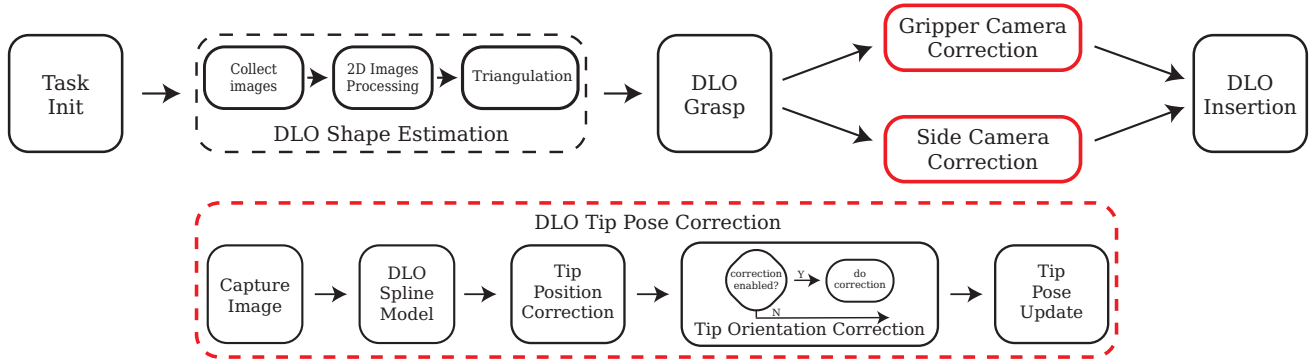 Task
Init
Collect
images
2D Images
Processing
Triangulation
DLO Shape Estimation
DLO
Grasp
Gripper Camera
Correction
Side Camera
Correction
DLO
Insertion
DLO Tip Pose Correction
Capture
Image
DLO
Spline
Model
Tip
Position
Correction
correction
enabled?
Y
do
correction
N
Tip Orientation Correction
Tip
Pose
Update